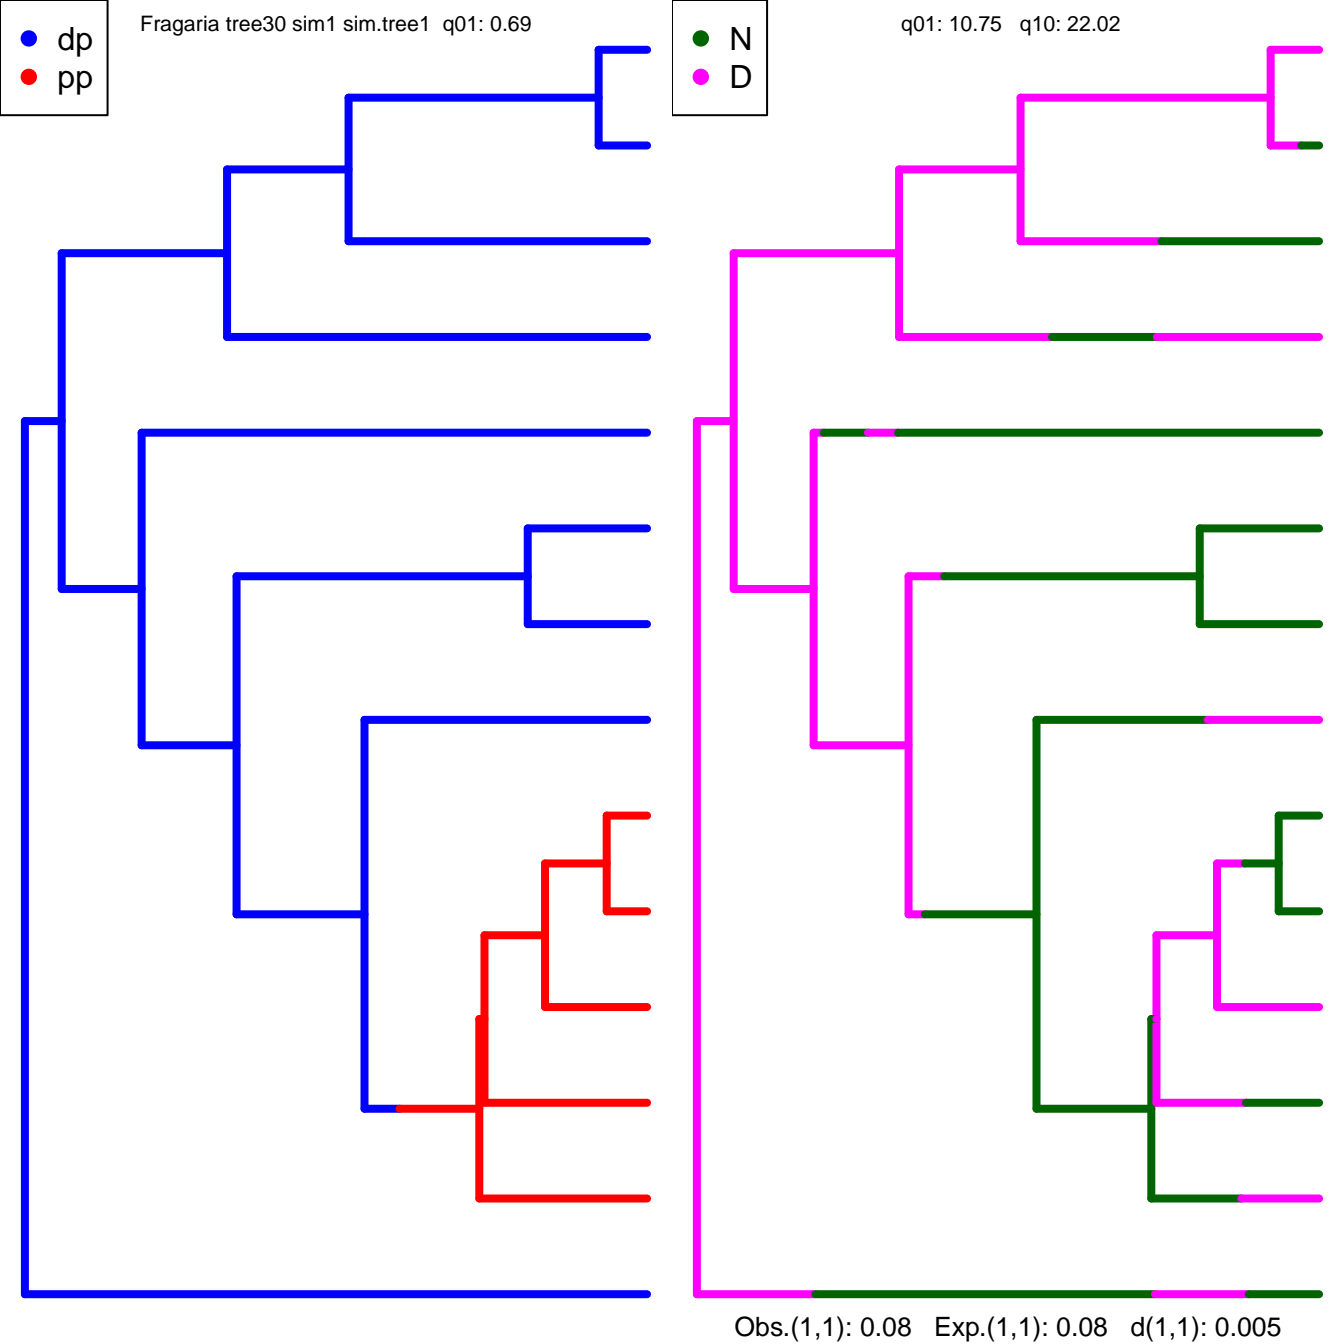 Fragaria tree30 sim1 sim.tree1  q01: 0.69
dp
pp
q01: 10.75   q10: 22.02
N
D
Obs.(1,1): 0.08   Exp.(1,1): 0.08   d(1,1): 0.005